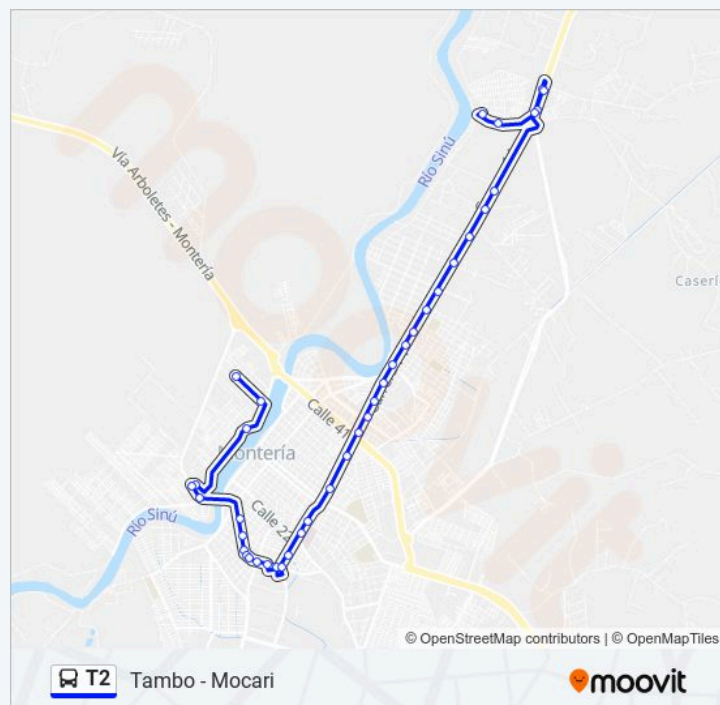 Río Sinú
Vía Arboletes - Montería
Caserí
Calle 41
Montería
Calle 22
Río Sinú
moovit
© OpenStreetMap contributors | © OpenMapTiles
T2 Tambo - Mocari
moovit